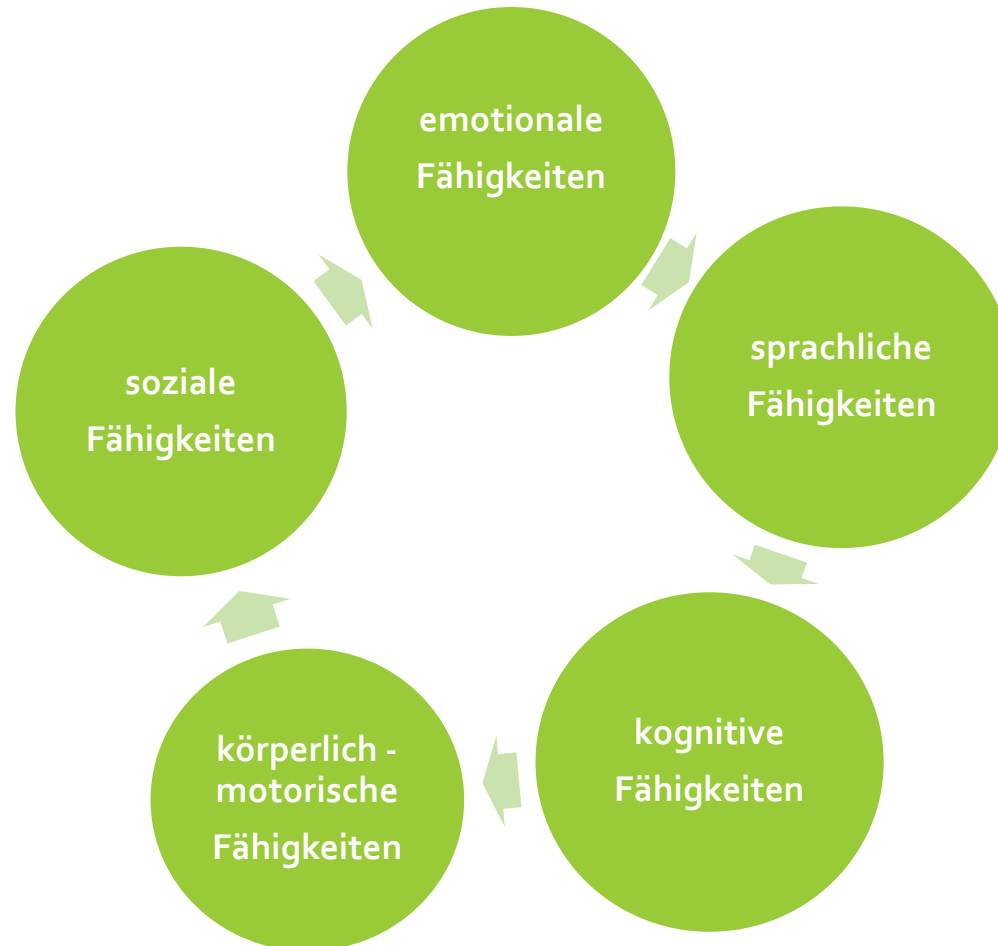 emotionale
Fähigkeiten
sprachliche
Fähigkeiten
kognitive
Fähigkeiten
körperlich -
motorische
Fähigkeiten
soziale
Fähigkeiten